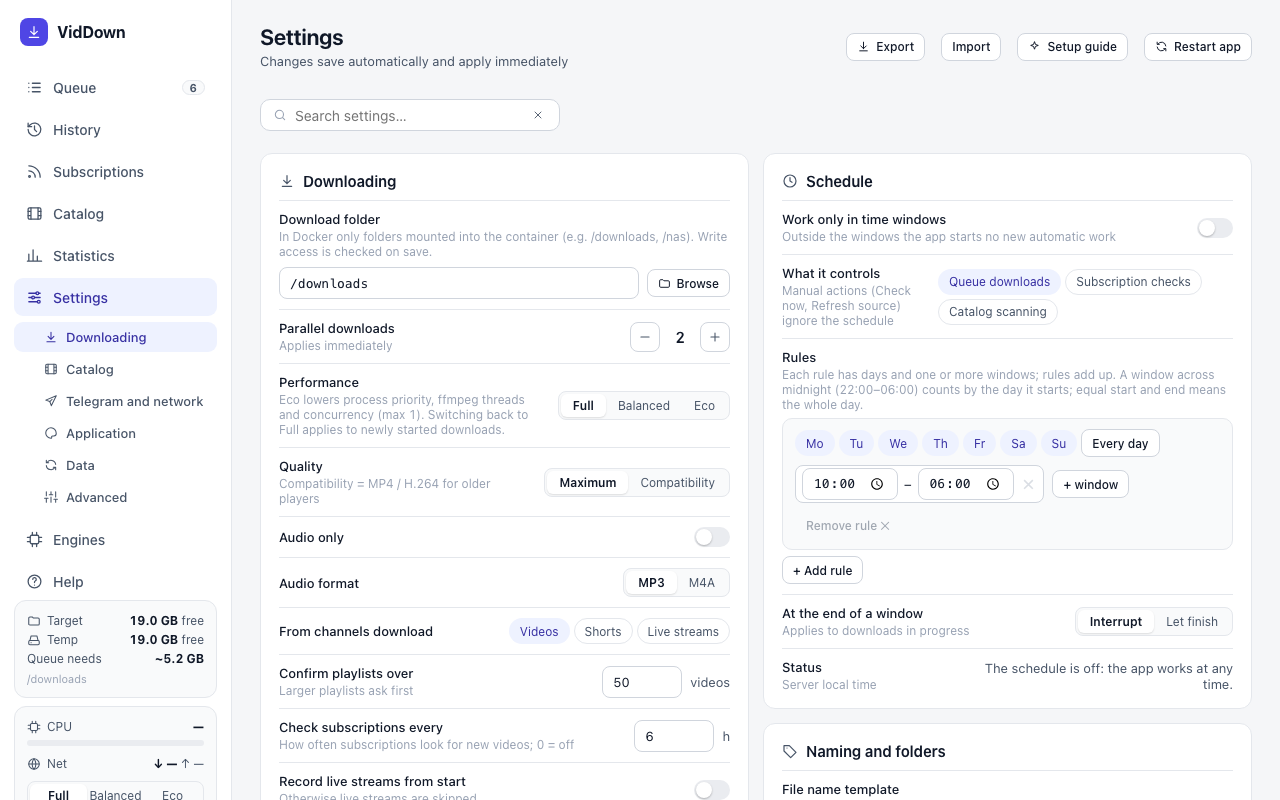 VidDown
Queue 6
History
Subscriptions
Catalog
Statistics
Settings
Downloading
Catalog
Telegram and network
Application
Data
Advanced
Engines
Help
Target 19.0 GB free
Temp 19.0 GB free
Queue needs ~5.2 GB
/downloads
CPU —
Net ↓ — ↑ —
Full Balanced Eco
Settings
Changes save automatically and apply immediately
Export Import Setup guide Restart app
Search settings...
Downloading
Download folder
In Docker only folders mounted into the container (e.g. /downloads, /nas). Write
access is checked on save.
/downloads Browse
Parallel downloads
Applies immediately
− 2 +
Performance
Eco lowers process priority, ffmpeg threads
and concurrency (max 1). Switching back to
Full applies to newly started downloads.
Full Balanced Eco
Quality
Compatibility = MP4 / H.264 for older
players
Maximum Compatibility
Audio only
Audio format MP3 M4A
From channels download Videos Shorts Live streams
Confirm playlists over
Larger playlists ask first
50 videos
Check subscriptions every
How often subscriptions look for new videos; 0 = off
6 h
Record live streams from start
Otherwise live streams are skipped
Schedule
Work only in time windows
Outside the windows the app starts no new automatic work
What it controls
Manual actions (Check
now, Refresh source)
ignore the schedule
Queue downloads Subscription checks
Catalog scanning
Rules
Each rule has days and one or more windows; rules add up. A window across
midnight (22:00–06:00) counts by the day it starts; equal start and end means
the whole day.
Mo Tu We Th Fr Sa Su Every day
10:00 – 06:00 × + window
Remove rule ×
+ Add rule
At the end of a window
Applies to downloads in progress
Interrupt Let finish
Status
Server local time
The schedule is off: the app works at any
time.
Naming and folders
File name template